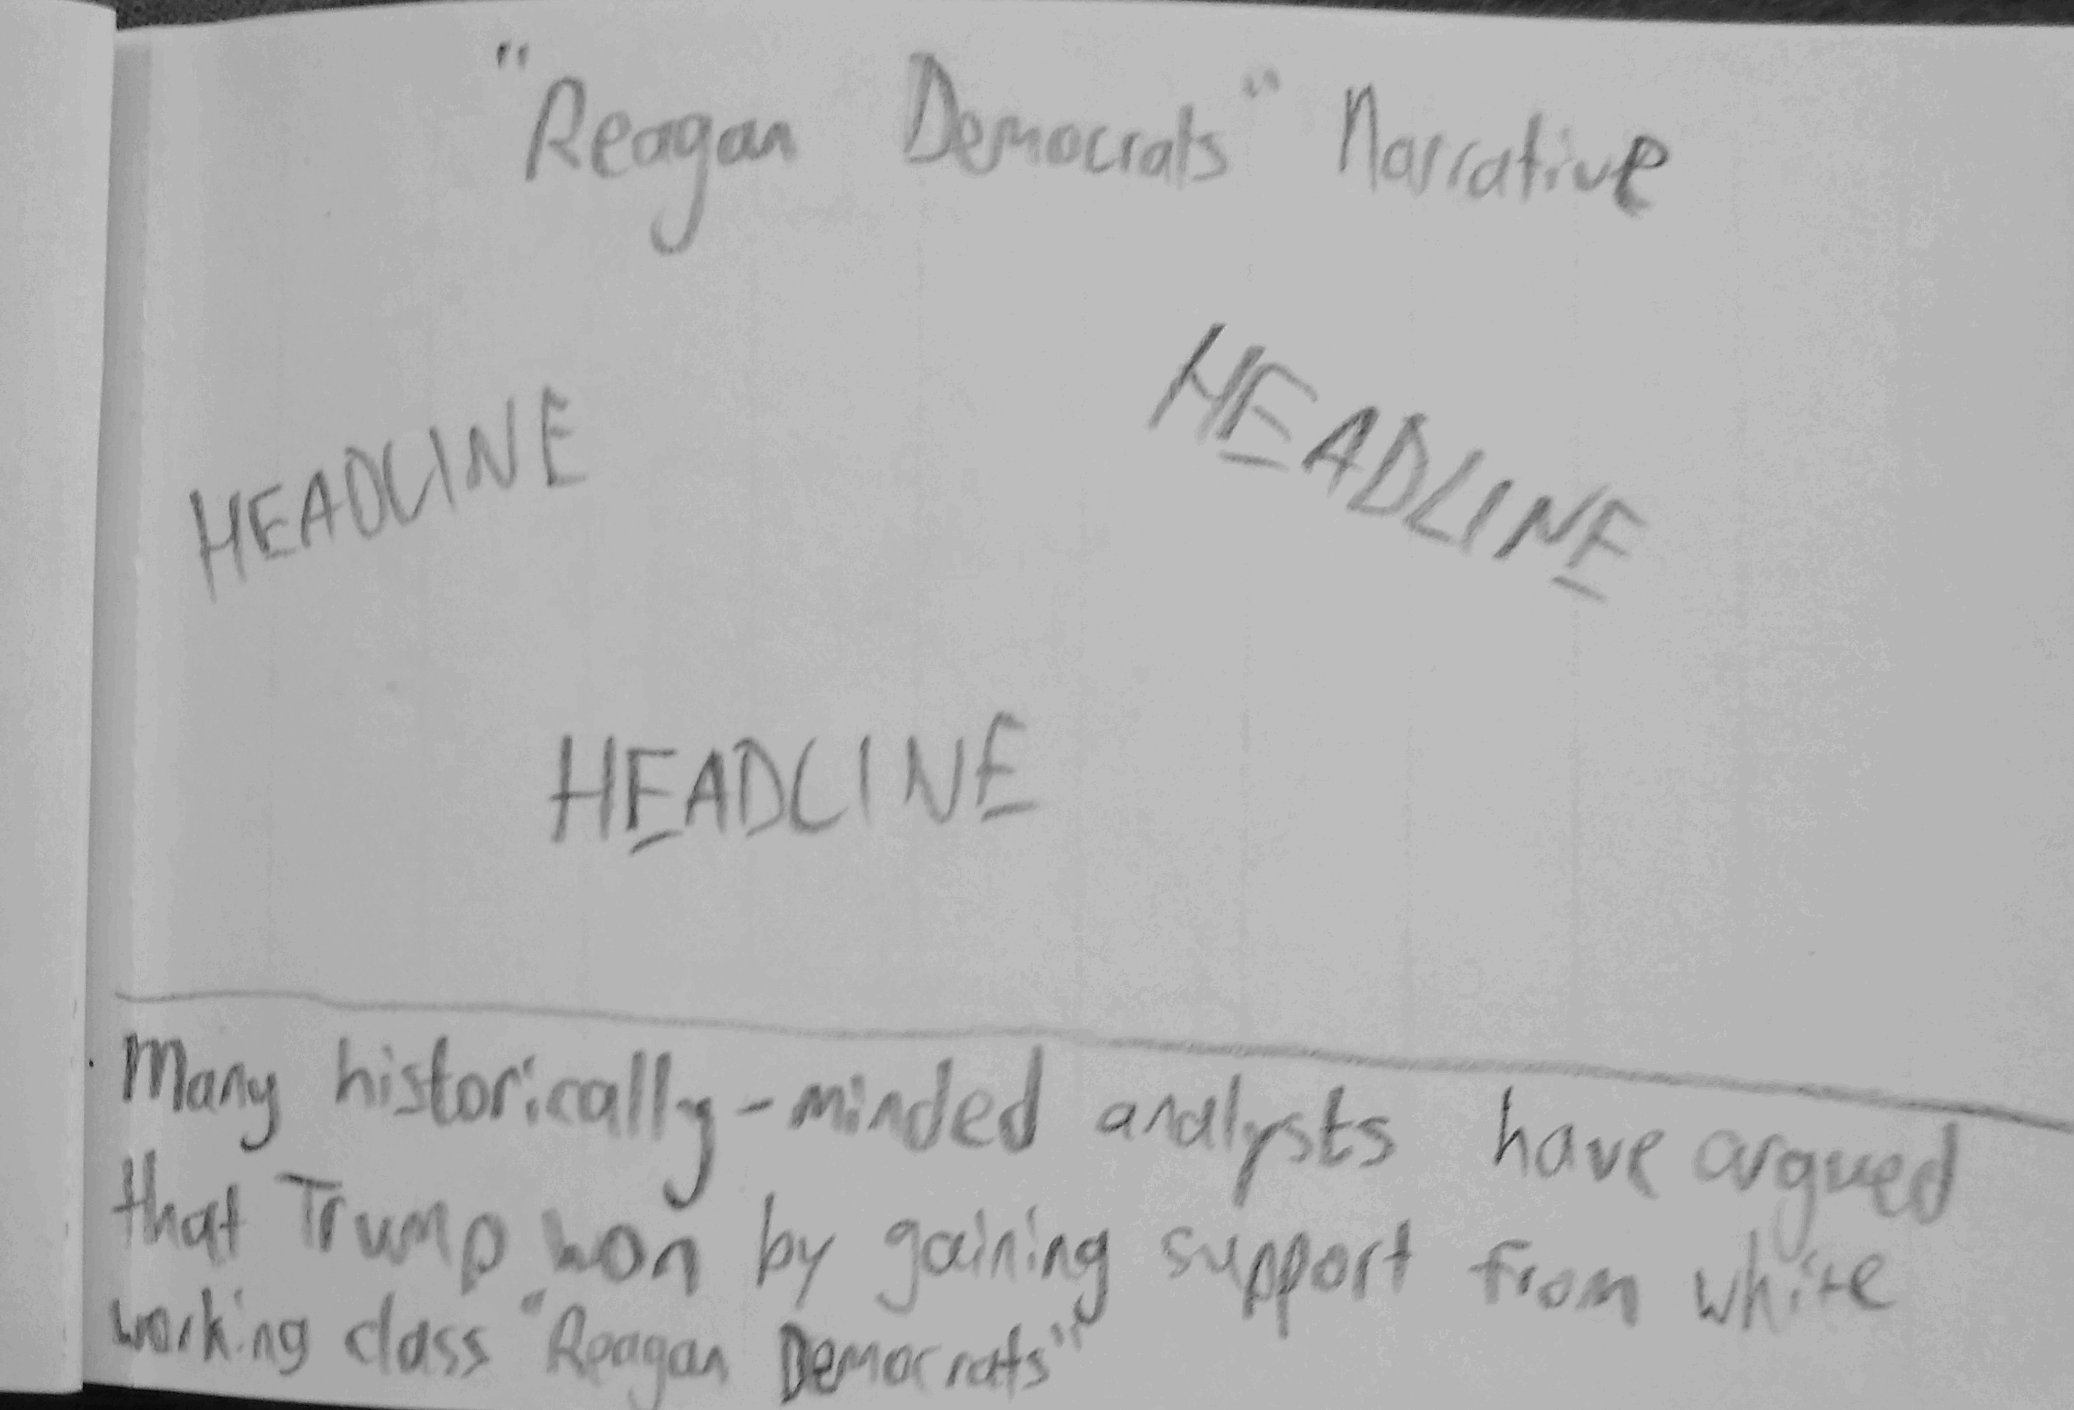 "Reagan Democrats" Narrative
HEADLINE
HEADLINE
HEADLINE
Many historically-minded analysts have argued
that Trump won by gaining support from white
working class "Reagan Democrats"